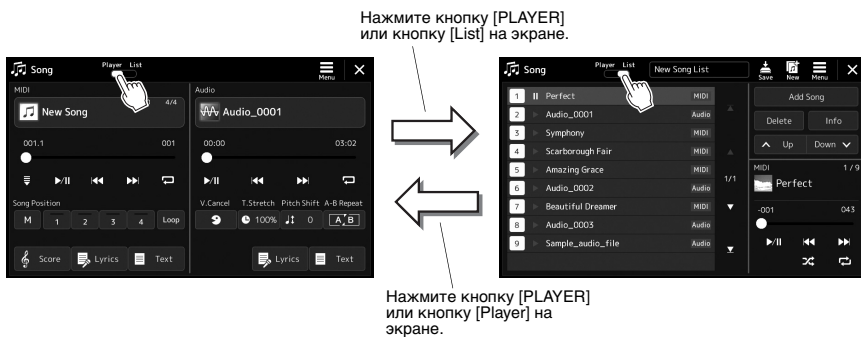 Нажмите кнопку [PLAYER]
или кнопку [List] на экране.
Song
Player List
Menu
MIDI
New Song
4/4
001.1
001
Song Position
M 1 2 3 4 Loop
Score
Lyrics
Text
Audio
Audio_0001
00:00
03:02
V.Cancel T.Stretch Pitch Shift A-B Repeat
100% 0 A B
Lyrics
Text
Song
Player List
New Song List
Save
New
Menu
1 Perfect MIDI
2 Audio_0001 Audio
3 Symphony MIDI
4 Scarborough Fair MIDI
5 Amazing Grace MIDI
6 Audio_0002 Audio
7 Beautiful Dreamer MIDI
8 Audio_0003 Audio
9 Sample_audio_file Audio
1/1
Add Song
Delete
Info
Up
Down
MIDI
1 / 9
Perfect
-001
043
Нажмите кнопку [PLAYER]
или кнопку [Player] на
экране.